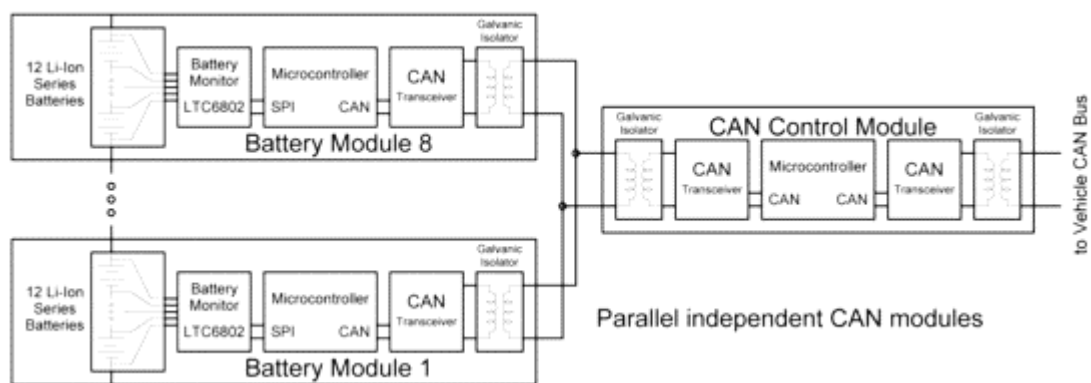 12 Li-Ion
Series
Batteries
Battery
Monitor
LTC6802
Microcontroller
SPI
CAN
CAN
Transceiver
Galvanic
Isolator
Battery Module 8
Galvanic
Isolator
CAN Control Module
Galvanic
Isolator
CAN
Transceiver
Microcontroller
CAN
CAN
CAN
Transceiver
to Vehicle CAN Bus
12 Li-Ion
Series
Batteries
Battery
Monitor
LTC6802
Microcontroller
SPI
CAN
CAN
Transceiver
Galvanic
Isolator
Battery Module 1
Parallel independent CAN modules